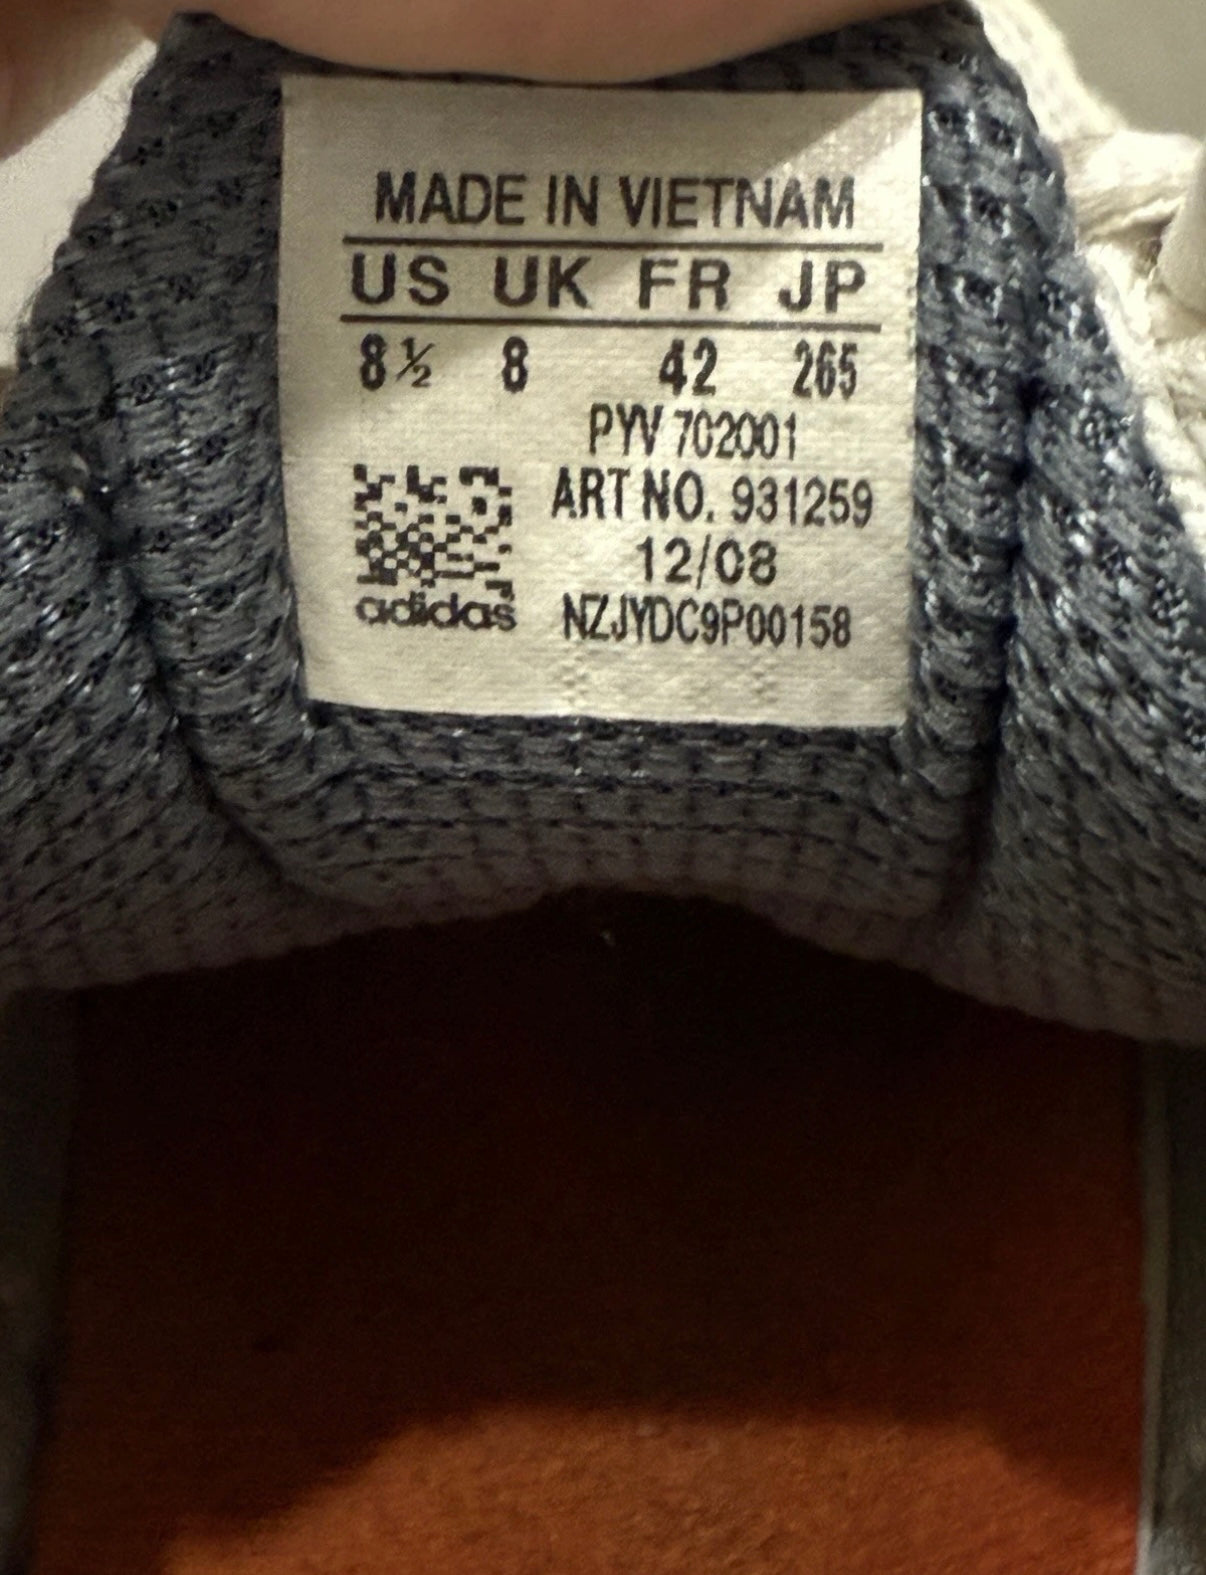 MADE IN VIETNAM
US UK FR JP
8½ 8 42 265
PYV 702001
ART NO. 931259
12/08
adidas NZJYDC9P00158